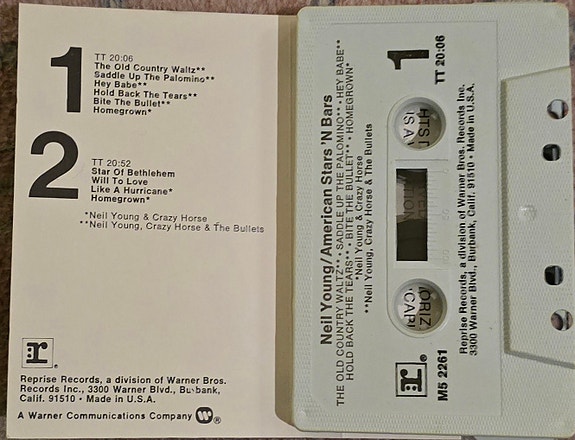 1
TT 20:06
The Old Country Waltz**
Saddle Up The Palomino**
Hey Babe**
Hold Back The Tears**
Bite The Bullet**
Homegrown*
2
TT 20:52
Star Of Bethlehem
Will To Love
Like A Hurricane*
Homegrown*
*Neil Young & Crazy Horse
**Neil Young, Crazy Horse & The Bullets
r®
Reprise Records, a division of Warner Bros.
Records Inc., 3300 Warner Blvd., Burbank,
Calif. 91510 • Made in U.S.A.
A Warner Communications Company W®
Neil Young/American Stars 'N Bars
THE OLD COUNTRY WALTZ** • SADDLE UP THE PALOMINO** • HEY BABE**
HOLD BACK THE TEARS** • BITE THE BULLET** • HOMEGROWN*
*Neil Young & Crazy Horse
**Neil Young, Crazy Horse & The Bullets
1
TT 20:06
r®
M5 2261
Reprise Records, a division of Warner Bros. Records Inc.
3300 Warner Blvd., Burbank, Calif. 91510 • Made in U.S.A.